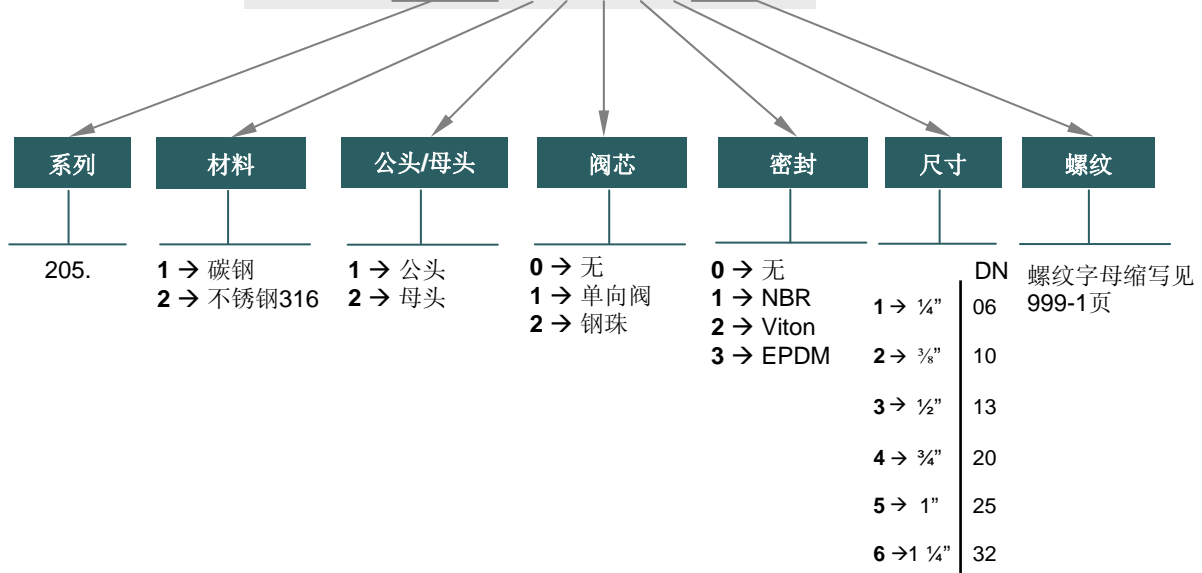 系列
材料
公头/母头
阀芯
密封
尺寸
螺纹
205.
1 → 碳钢
2 → 不锈钢316
1 → 公头
2 → 母头
0 → 无
1 → 单向阀
2 → 钢珠
0 → 无
1 → NBR
2 → Viton
3 → EPDM
DN
1 → ¼” 06
2 → ⅜” 10
3 → ½” 13
4 → ¾” 20
5 → 1” 25
6 →1 ¼” 32
螺纹字母缩写见
999-1页